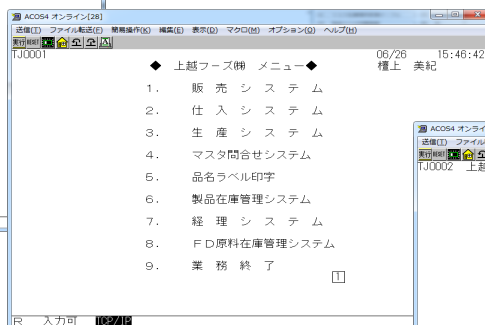 ACOS4 オンライン[28]
送信(T) ファイル転送(F) 簡易操作(K) 編集(E) 表示(D) マクロ(M) オプション(O) ヘルプ(H)
実行
TJ0001 06/26 15:46:42
◆ 上越フーズ㈱ メニュー◆ 檀上 美紀
1. 販 売 シ ス テ ム
2. 仕 入 シ ス テ ム
3. 生 産 シ ス テ ム
4. マスタ問合せシステム
5. 品名ラベル印字
6. 製品在庫管理システム
7. 経 理 シ ス テ ム
8. FD原料在庫管理システム
9. 業 務 終 了
1
R 入力可 TCP/IP
ACOS4 オンライ
送信(T) ファイル
実行
TJ0002 上越